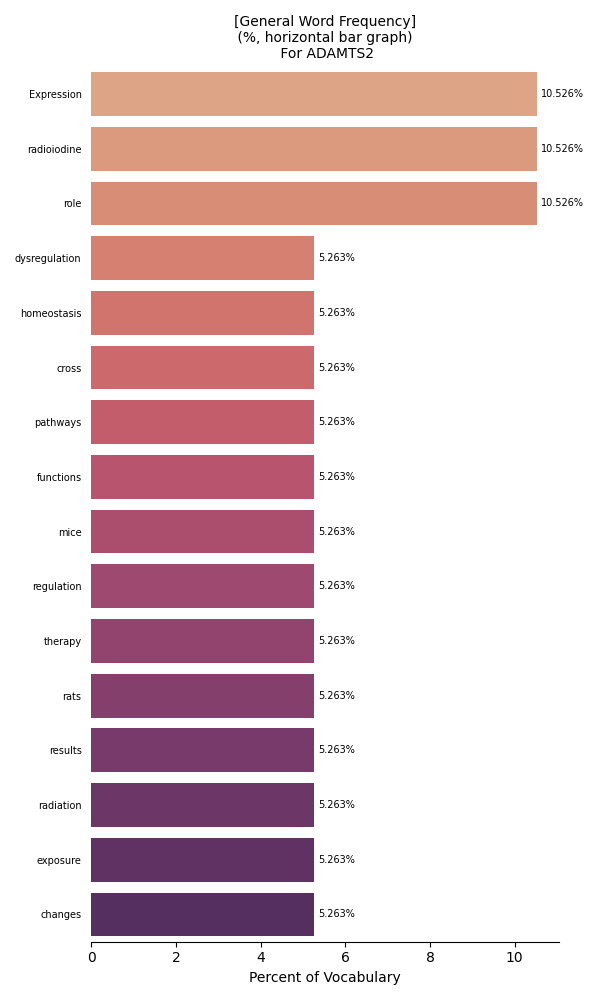 [General Word Frequency]
(%, horizontal bar graph)
For ADAMTS2
Expression 10.526%
radioiodine 10.526%
role 10.526%
dysregulation 5.263%
homeostasis 5.263%
cross 5.263%
pathways 5.263%
functions 5.263%
mice 5.263%
regulation 5.263%
therapy 5.263%
rats 5.263%
results 5.263%
radiation 5.263%
exposure 5.263%
changes 5.263%
0 2 4 6 8 10
Percent of Vocabulary